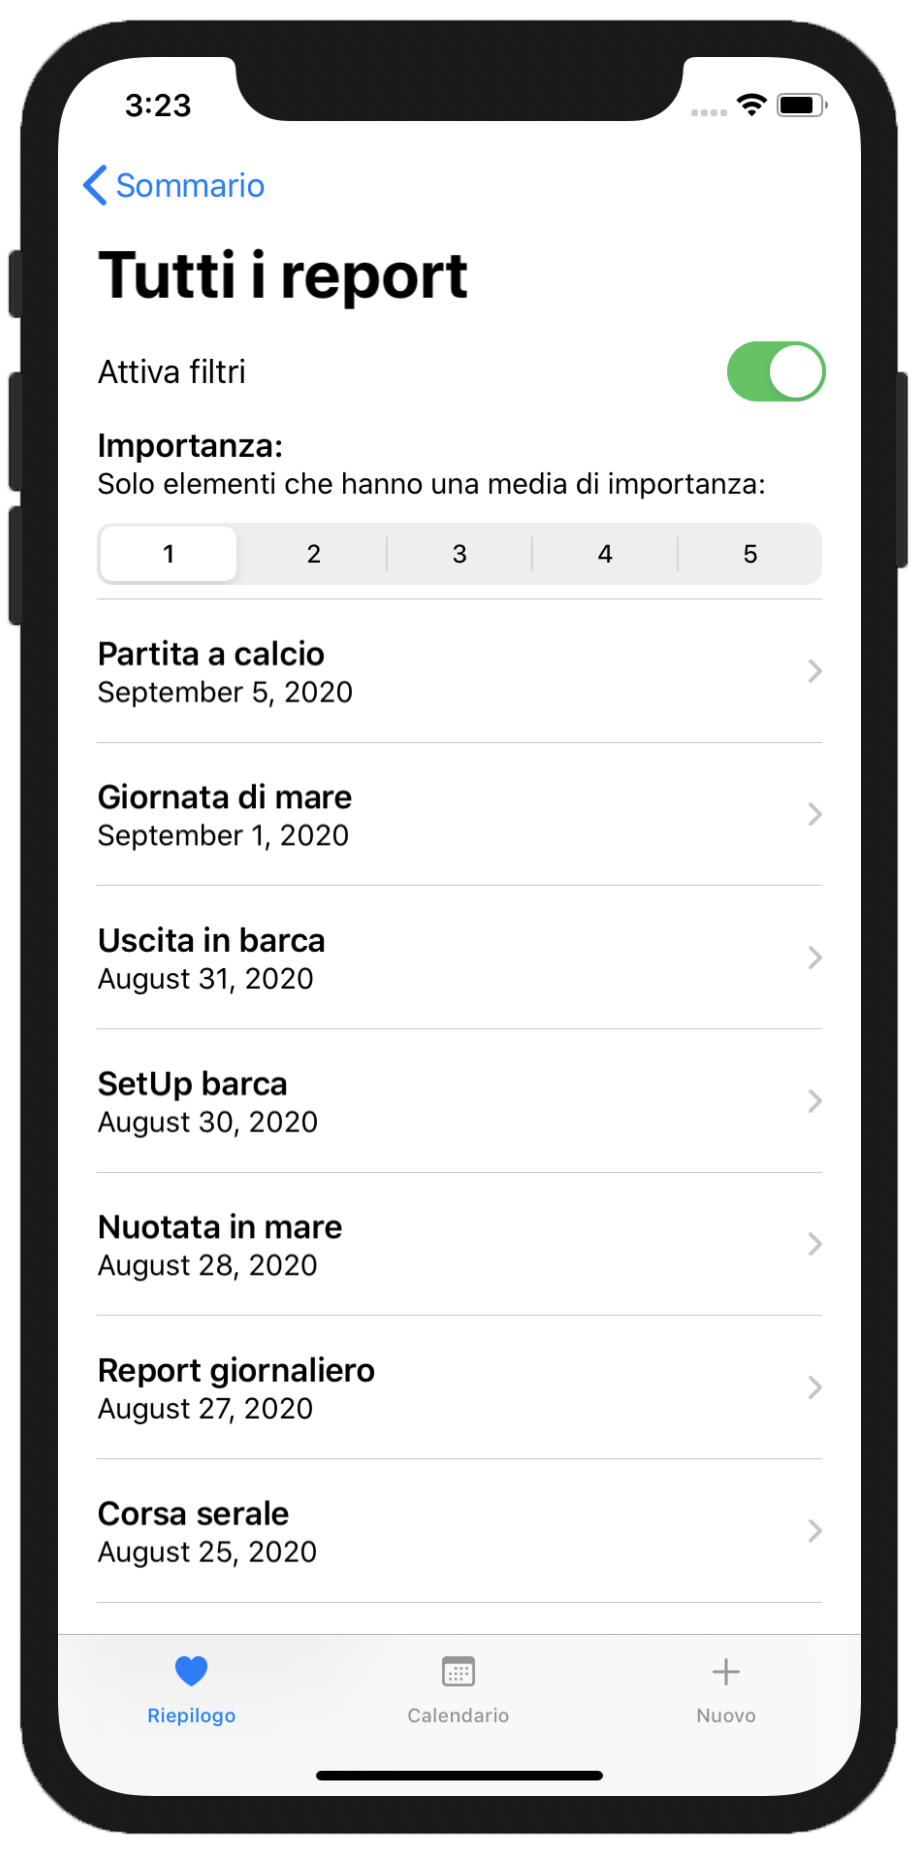 3:23
Sommario
Tutti i report
Attiva filtri
Importanza:
Solo elementi che hanno una media di importanza:
1 2 3 4 5
Partita a calcio
September 5, 2020
Giornata di mare
September 1, 2020
Uscita in barca
August 31, 2020
SetUp barca
August 30, 2020
Nuotata in mare
August 28, 2020
Report giornaliero
August 27, 2020
Corsa serale
August 25, 2020
Riepilogo Calendario Nuovo